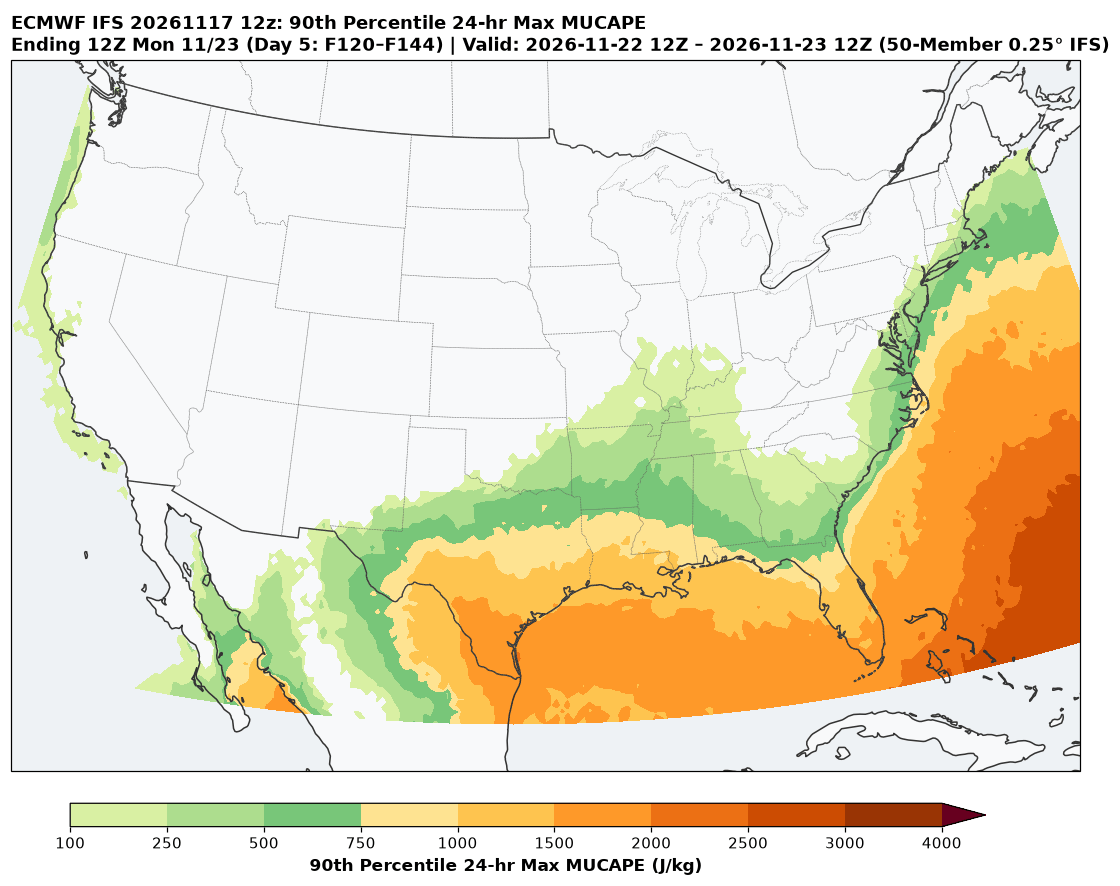 ECMWF IFS 20261117 12z: 90th Percentile 24-hr Max MUCAPE
Ending 12Z Mon 11/23 (Day 5: F120–F144) | Valid: 2026-11-22 12Z – 2026-11-23 12Z (50-Member 0.25° IFS)
100 250 500 750 1000 1500 2000 2500 3000 4000
90th Percentile 24-hr Max MUCAPE (J/kg)